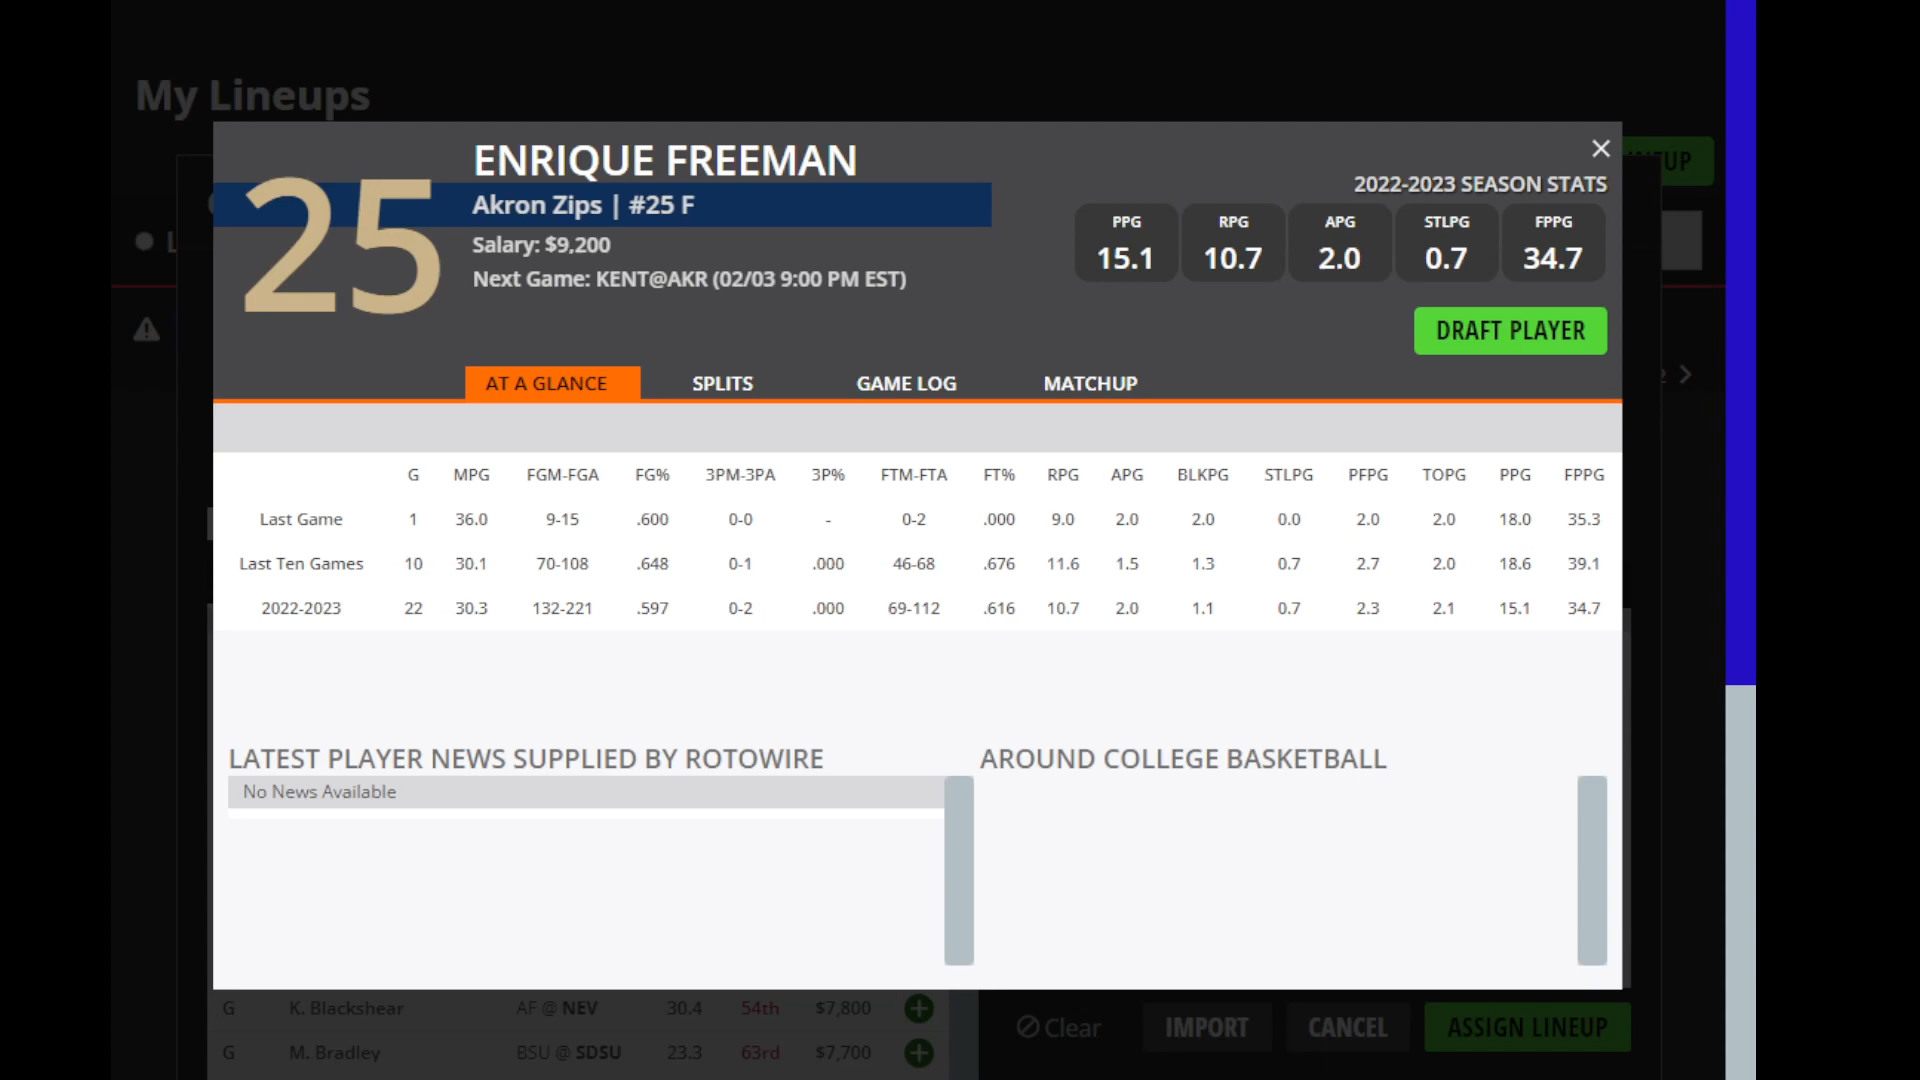 My Lineups
ENRIQUE FREEMAN
25
Akron Zips | #25 F
Salary: $9,200
Next Game: KENT@AKR (02/03 9:00 PM EST)
2022-2023 SEASON STATS
PPG RPG APG STLPG FPPG
15.1 10.7 2.0 0.7 34.7
DRAFT PLAYER
AT A GLANCE SPLITS GAME LOG MATCHUP
G MPG FGM-FGA FG% 3PM-3PA 3P% FTM-FTA FT% RPG APG BLKPG STLPG PFPG TOPG PPG FPPG
Last Game 1 36.0 9-15 .600 0-0 - 0-2 .000 9.0 2.0 2.0 0.0 2.0 2.0 18.0 35.3
Last Ten Games 10 30.1 70-108 .648 0-1 .000 46-68 .676 11.6 1.5 1.3 0.7 2.7 2.0 18.6 39.1
2022-2023 22 30.3 132-221 .597 0-2 .000 69-112 .616 10.7 2.0 1.1 0.7 2.3 2.1 15.1 34.7
LATEST PLAYER NEWS SUPPLIED BY ROTOWIRE
No News Available
AROUND COLLEGE BASKETBALL
G K. Blackshear AF @ NEV 30.4 54th $7,800
G M. Bradley BSU @ SDSU 23.3 63rd $7,700
Clear IMPORT CANCEL ASSIGN LINEUP